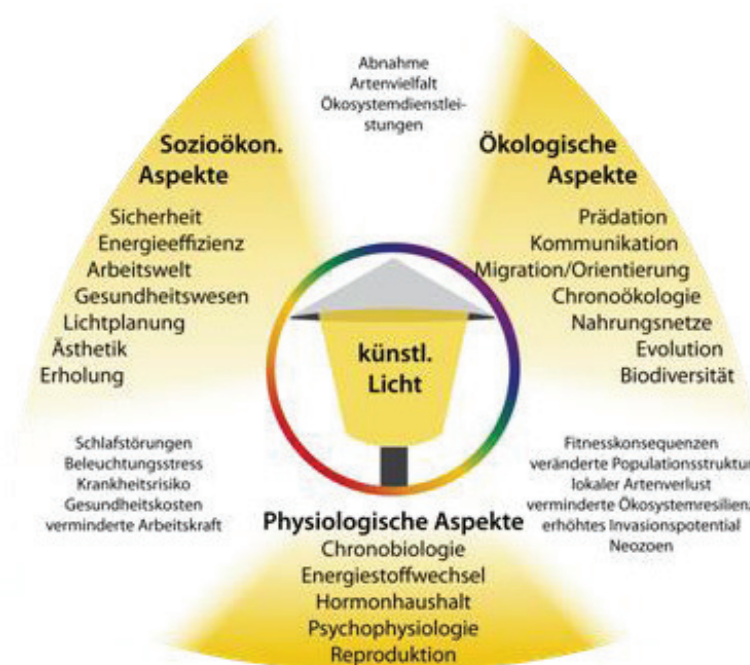 Abnahme
Artenvielfalt
Ökosystemdienstlei-
stungen
Sozioökon.
Aspekte
Sicherheit
Energieeffizienz
Arbeitswelt
Gesundheitswesen
Lichtplanung
Ästhetik
Erholung
Ökologische
Aspekte
Prädation
Kommunikation
Migration/Orientierung
Chronoökologie
Nahrungsnetze
Evolution
Biodiversität
künstl.
Licht
Schlafstörungen
Beleuchtungsstress
Krankheitsrisiko
Gesundheitskosten
verminderte Arbeitskraft
Fitnesskonsequenzen
veränderte Populationsstruktur
lokaler Artenverlust
verminderte Ökosystemresilienz
erhöhtes Invasionspotential
Neozoen
Physiologische Aspekte
Chronobiologie
Energiestoffwechsel
Hormonhaushalt
Psychophysiologie
Reproduktion